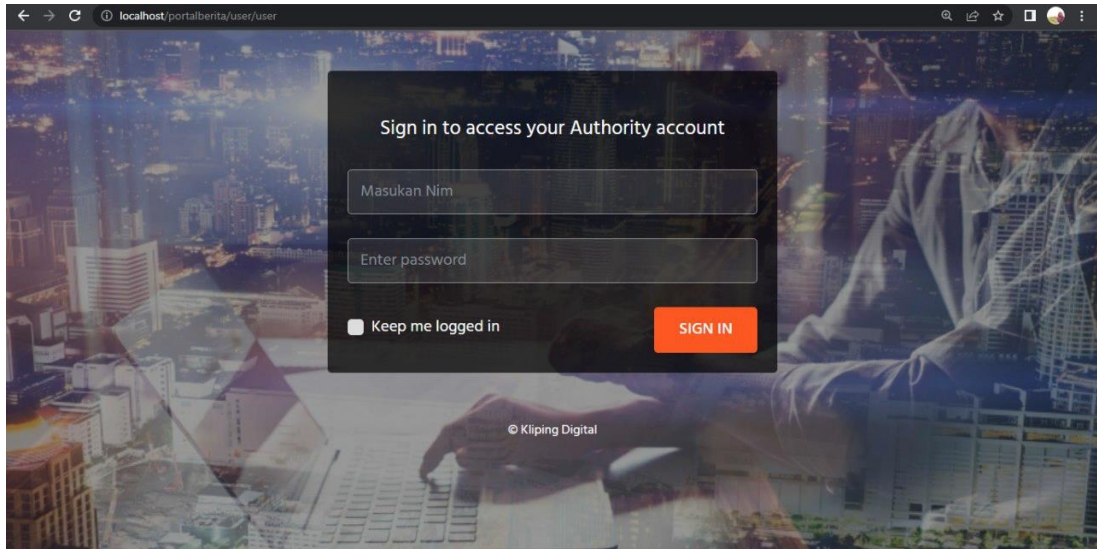 localhost/portalberita/user/user
Sign in to access your Authority account
Masukan Nim
Enter password
Keep me logged in
SIGN IN
© Kliping Digital